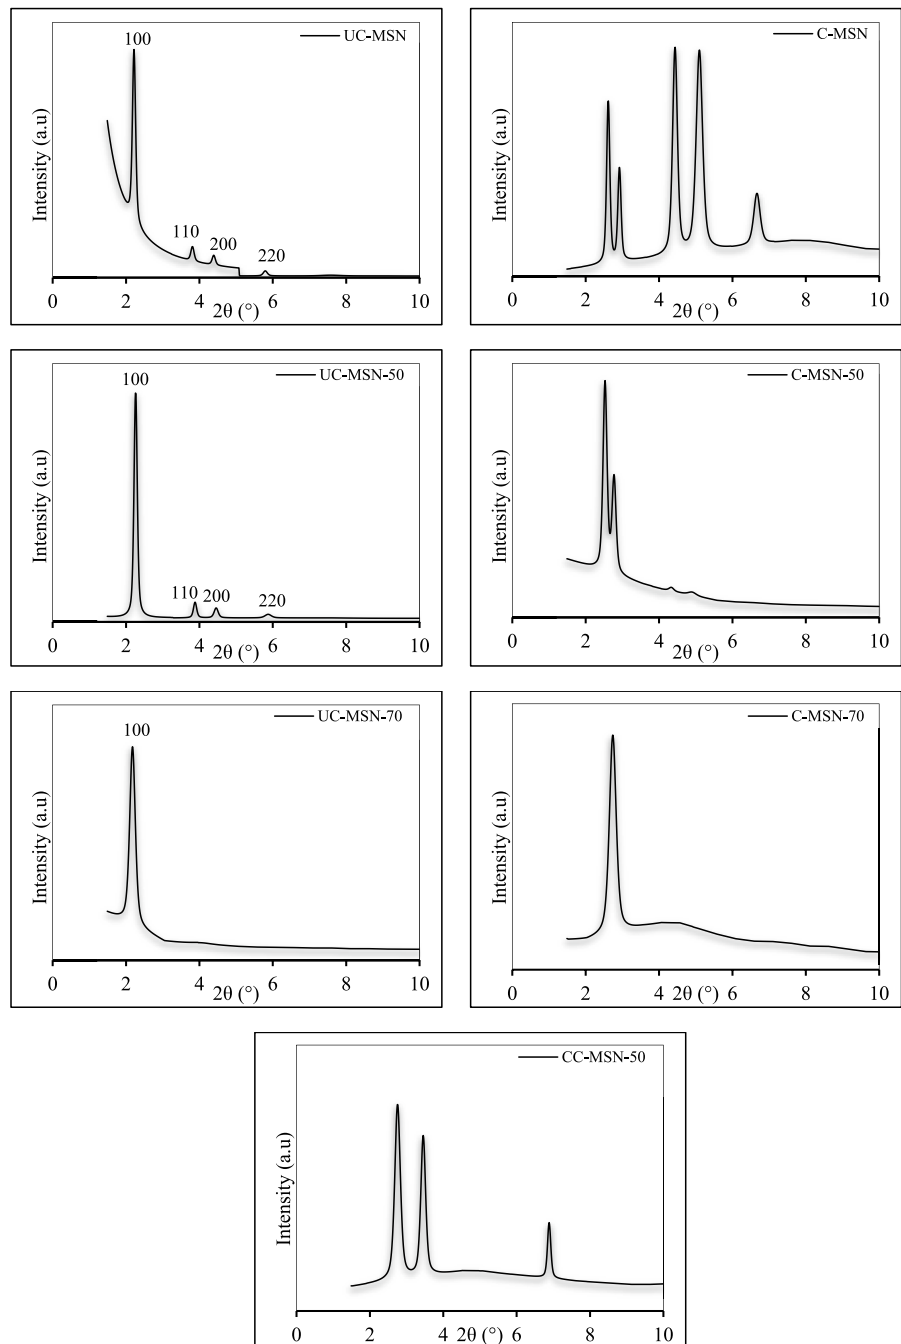 UC-MSN
100
110
200
220
Intensity (a.u)
0 2 4 6 8 10
2θ (°)
C-MSN
Intensity (a.u)
0 2 4 6 8 10
2θ (°)
UC-MSN-50
100
110
200
220
Intensity (a.u)
0 2 4 6 8 10
2θ (°)
C-MSN-50
Intensity (a.u)
0 2 4 6 8 10
2θ (°)
UC-MSN-70
100
Intensity (a.u)
0 2 4 6 8 10
2θ (°)
C-MSN-70
Intensity (a.u)
0 2 4 2θ (°) 6 8 10
CC-MSN-50
Intensity (a.u)
0 2 4 2θ (°) 6 8 10